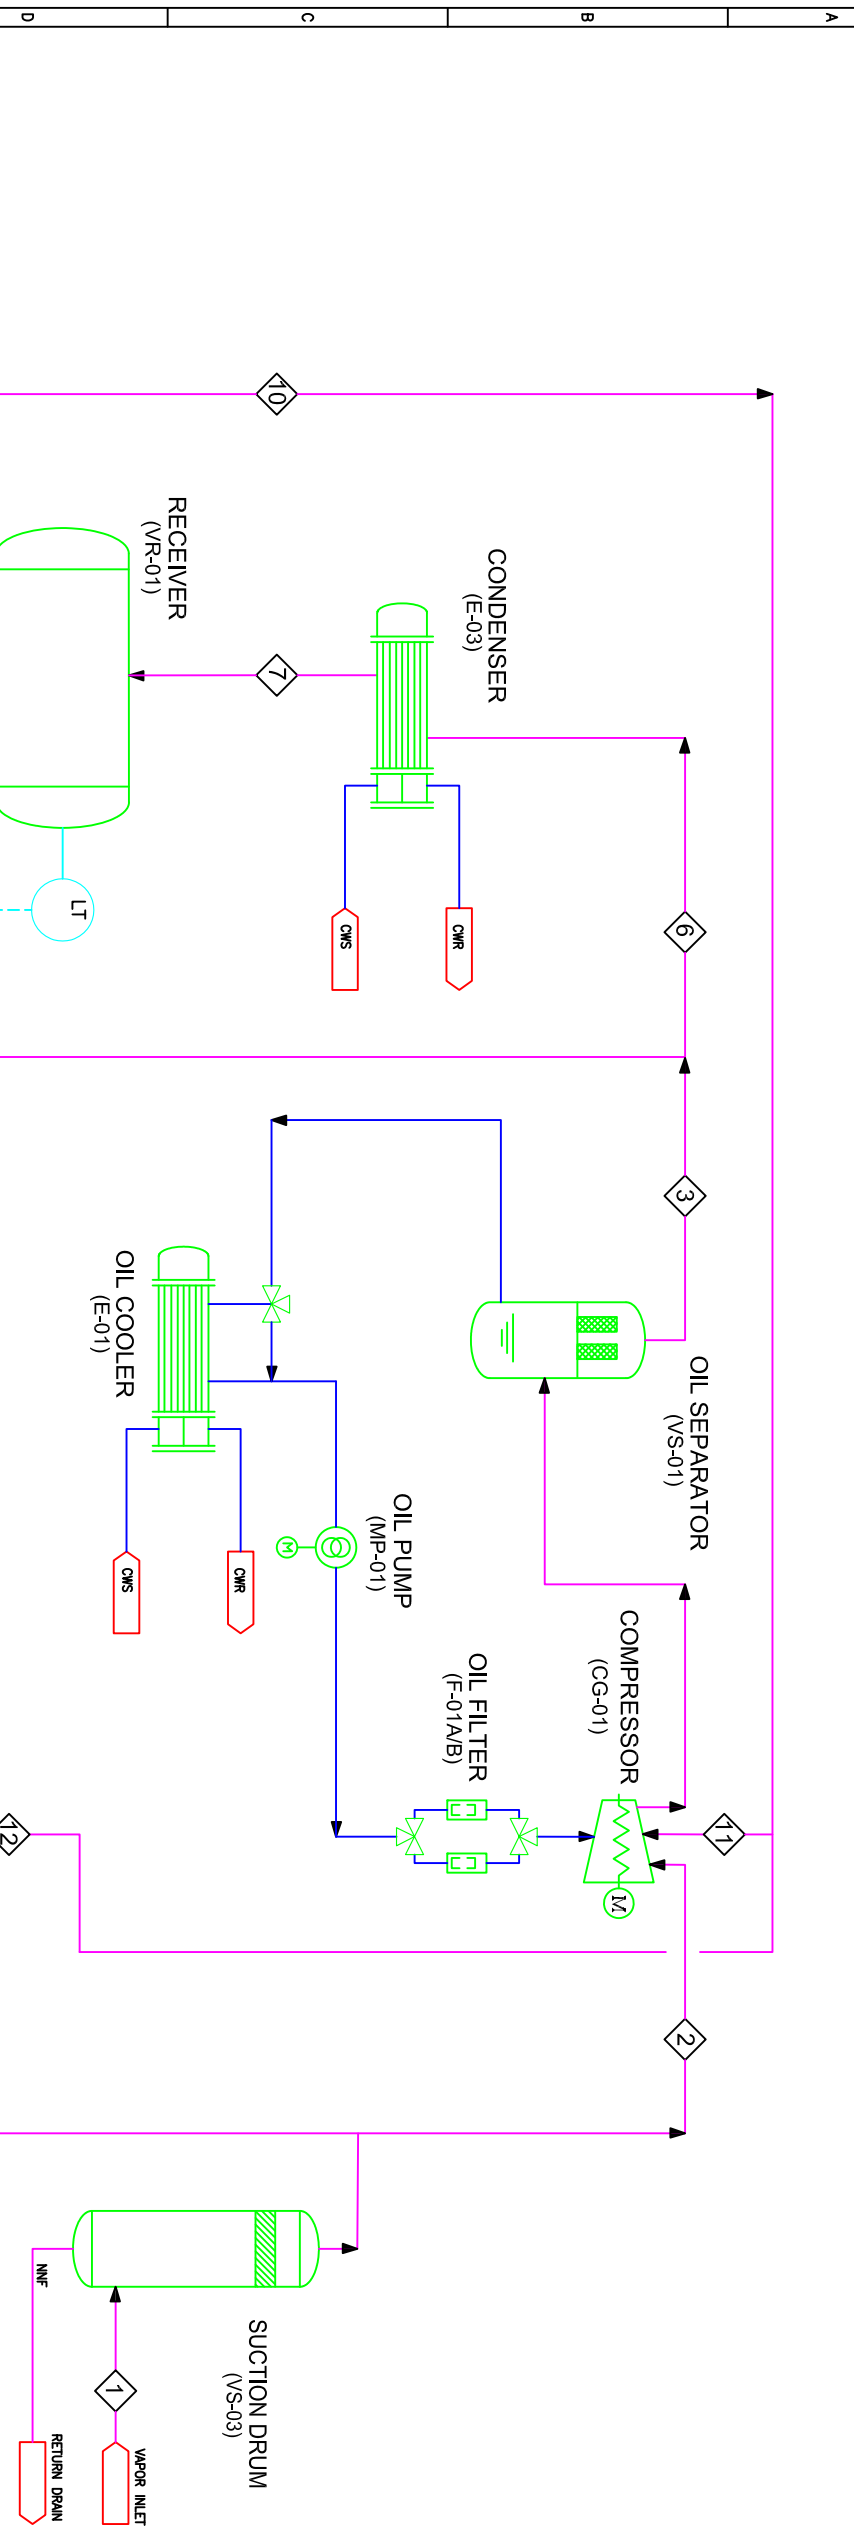 D
C
B
A
10
RECEIVER
(VR-01)
CONDENSER
(E-03)
7
LT
CWS
CWR
6
3
OIL COOLER
(E-01)
OIL SEPARATOR
(VS-01)
CWS
CWR
M
OIL PUMP
(MP-01)
OIL FILTER
(F-01A/B)
COMPRESSOR
(CG-01)
11
M
12
2
NNF
SUCTION DRUM
(VS-03)
1
RETURN DRAIN
VAPOR INLET